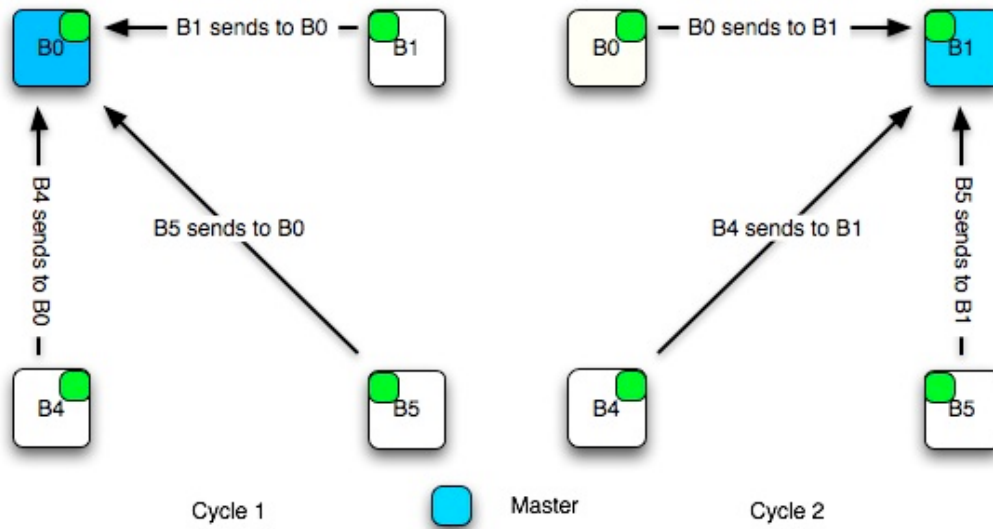 B0
B1 sends to B0
B1
B0
B0 sends to B1
B1
B4 sends to B0
B5 sends to B0
B4 sends to B1
B5 sends to B1
B4
B5
B4
B5
Cycle 1
Master
Cycle 2